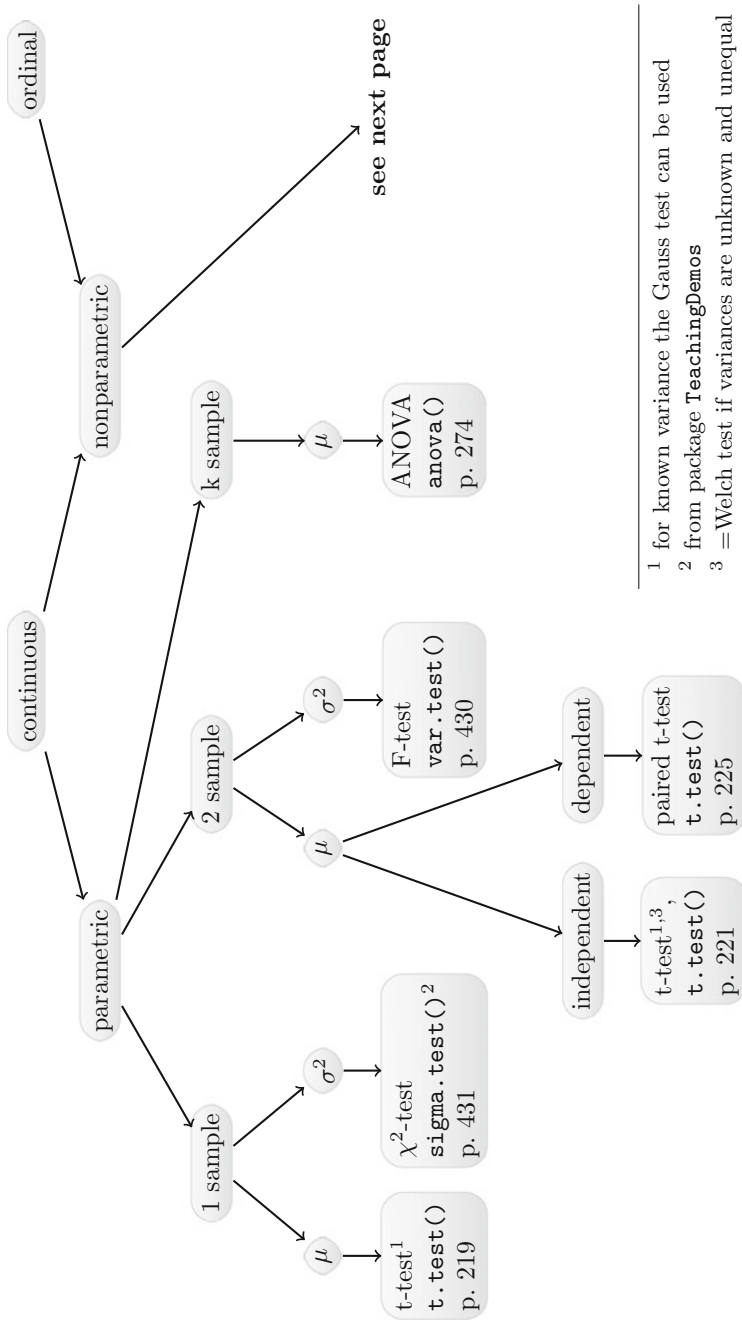 continuous
ordinal
parametric
nonparametric
1 sample
2 sample
k sample
see next page
μ
σ²
μ
σ²
μ
t-test¹
t.test()
p. 219
χ²-test
sigma.test()²
p. 431
F-test
var.test()
p. 430
ANOVA
anova()
p. 274
independent
dependent
t-test¹,³,
t.test()
p. 221
paired t-test
t.test()
p. 225
¹ for known variance the Gauss test can be used
² from package TeachingDemos
³ =Welch test if variances are unknown and unequal